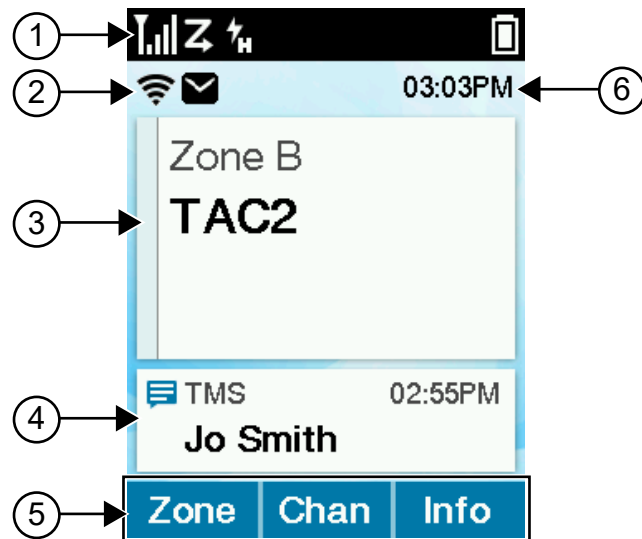 1
H
2
03:03PM
6
Zone B
3
TAC2
4
TMS 02:55PM
Jo Smith
5
Zone Chan Info